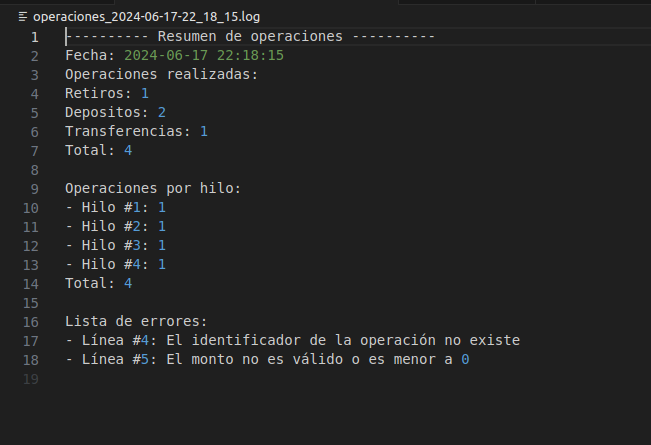 operaciones_2024-06-17-22_18_15.log
1 ---------- Resumen de operaciones ----------
2 Fecha: 2024-06-17 22:18:15
3 Operaciones realizadas:
4 Retiros: 1
5 Depositos: 2
6 Transferencias: 1
7 Total: 4
8
9 Operaciones por hilo:
10 - Hilo #1: 1
11 - Hilo #2: 1
12 - Hilo #3: 1
13 - Hilo #4: 1
14 Total: 4
15
16 Lista de errores:
17 - Línea #4: El identificador de la operación no existe
18 - Línea #5: El monto no es válido o es menor a 0
19